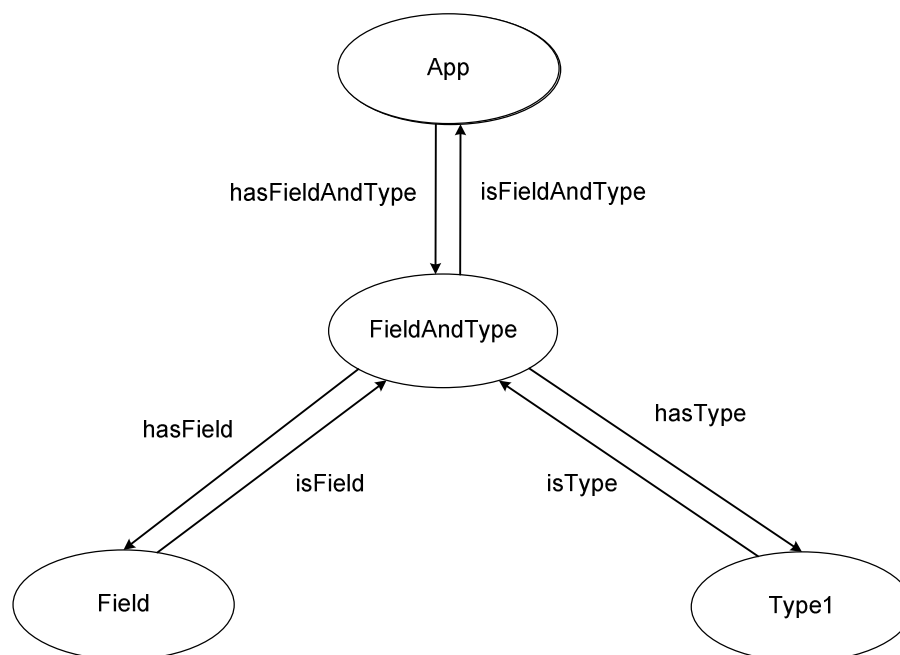 App
hasFieldAndType
isFieldAndType
FieldAndType
hasField
isField
hasType
isType
Field
Type1